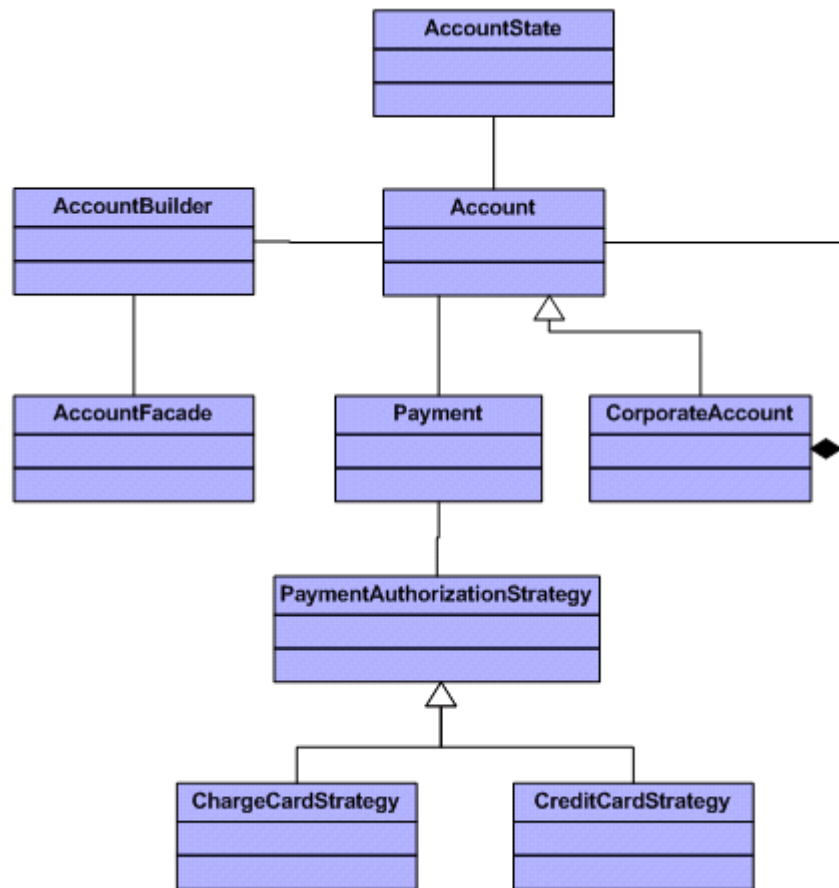 AccountState
AccountBuilder
Account
AccountFacade
Payment
CorporateAccount
PaymentAuthorizationStrategy
ChargeCardStrategy
CreditCardStrategy